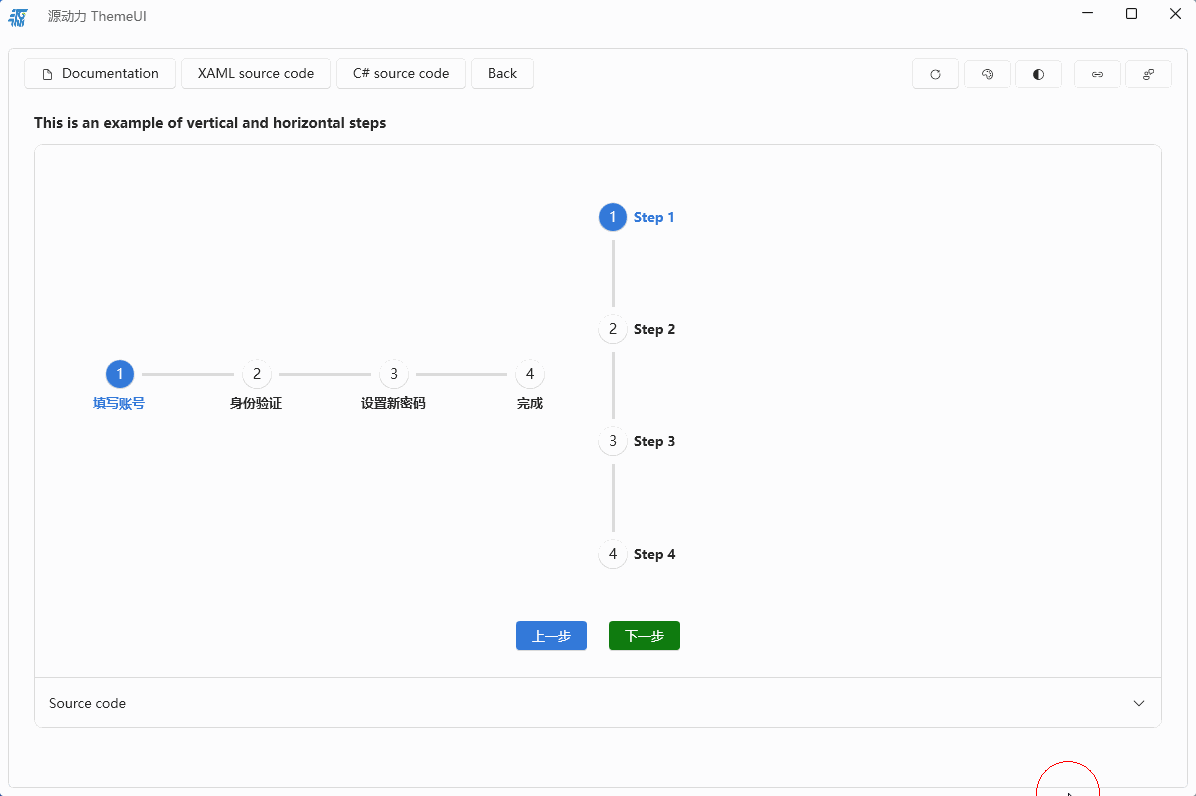 源动力 ThemeUI
Documentation
XAML source code
C# source code
Back
This is an example of vertical and horizontal steps
1
填写账号
2
身份验证
3
设置新密码
4
完成
1 Step 1
2 Step 2
3 Step 3
4 Step 4
上一步
下一步
Source code